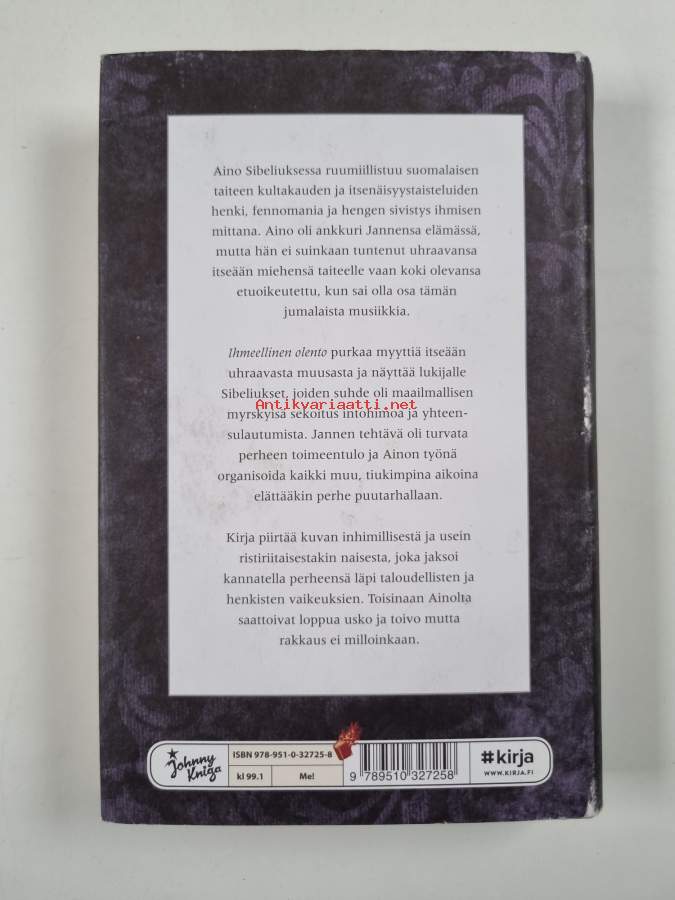 Aino Sibeliuksessa ruumiillistuu suomalaisen
taiteen kultakauden ja itsenäisyystaisteluiden
henki, fennomania ja hengen sivistys ihmisen
mittana. Aino oli ankkuri Jannensa elämässä,
mutta hän ei suinkaan tuntenut uhraavansa
itseään miehensä taiteelle vaan koki olevansa
etuoikeutettu, kun sai olla osa tämän
jumalaista musiikkia.
Ihmeellinen olento purkaa myyttiä itseään
uhraavasta muusasta ja näyttää lukijalle
Sibeliukset, joiden suhde oli maailmallisen
Antikvariaatti.net
myrskyisä sekoitus intohimoa ja yhteen-
sulautumista. Jannen tehtävä oli turvata
perheen toimeentulo ja Ainon työnä
organisoida kaikki muu, tiukimpina aikoina
elättääkin perhe puutarhallaan.
Kirja piirtää kuvan inhimillisestä ja usein
ristiriitaisestakin naisesta, joka jaksoi
kannatella perheensä läpi taloudellisten ja
henkisten vaikeuksien. Toisinaan Ainolta
saattoivat loppua usko ja toivo mutta
rakkaus ei milloinkaan.
Johnny Kniga
ISBN 978-951-0-32725-8
kl 99.1
Me!
9 789510 327258
#kirja
WWW.KIRJA.FI